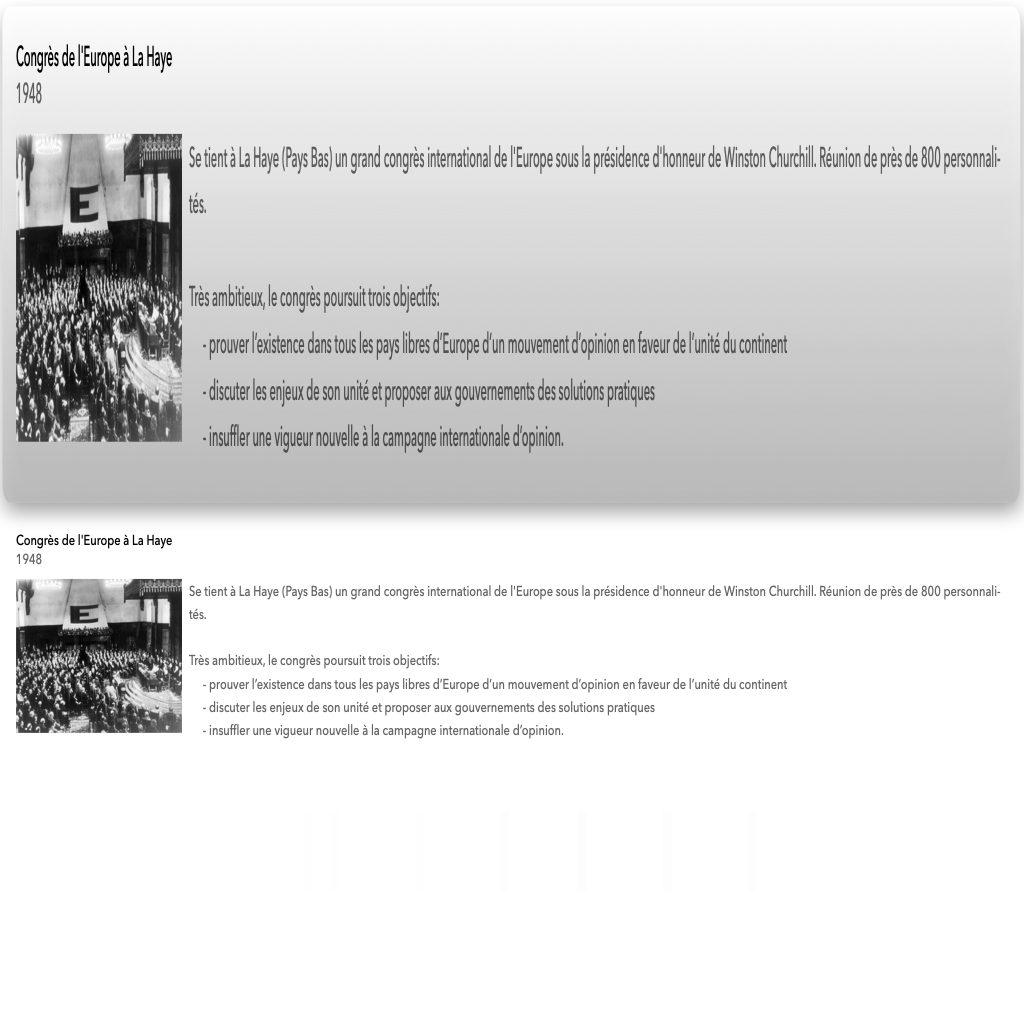 Congrès de l'Europe à La Haye
1948
E
Se tient à La Haye (Pays Bas) un grand congrès international de l'Europe sous la présidence d'honneur de Winston Churchill. Réunion de près de 800 personnali-
tés.
Très ambitieux, le congrès poursuit trois objectifs:
- prouver l’existence dans tous les pays libres d’Europe d’un mouvement d’opinion en faveur de l’unité du continent
- discuter les enjeux de son unité et proposer aux gouvernements des solutions pratiques
- insuffler une vigueur nouvelle à la campagne internationale d’opinion.
Congrès de l'Europe à La Haye
1948
E
Se tient à La Haye (Pays Bas) un grand congrès international de l'Europe sous la présidence d'honneur de Winston Churchill. Réunion de près de 800 personnali-
tés.
Très ambitieux, le congrès poursuit trois objectifs:
- prouver l’existence dans tous les pays libres d’Europe d’un mouvement d’opinion en faveur de l’unité du continent
- discuter les enjeux de son unité et proposer aux gouvernements des solutions pratiques
- insuffler une vigueur nouvelle à la campagne internationale d’opinion.